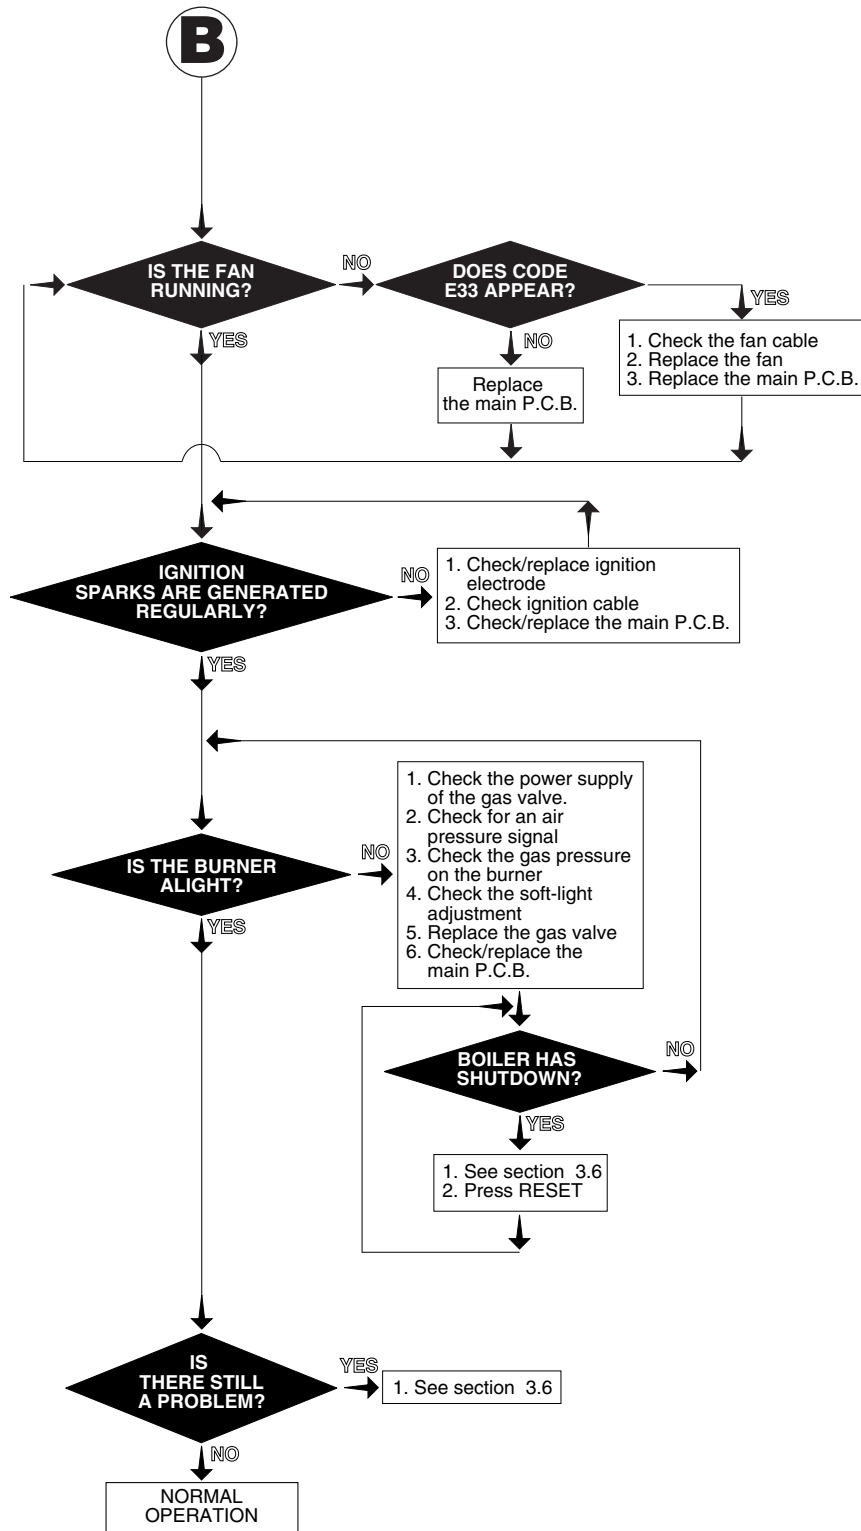 B
IS THE FAN
RUNNING?
NO
DOES CODE
E33 APPEAR?
YES
1. Check the fan cable
2. Replace the fan
3. Replace the main P.C.B.
NO
Replace
the main P.C.B.
YES
IGNITION
SPARKS ARE GENERATED
REGULARLY?
NO
1. Check/replace ignition
electrode
2. Check ignition cable
3. Check/replace the main P.C.B.
YES
IS THE BURNER
ALIGHT?
NO
1. Check the power supply
of the gas valve.
2. Check for an air
pressure signal
3. Check the gas pressure
on the burner
4. Check the soft-light
adjustment
5. Replace the gas valve
6. Check/replace the
main P.C.B.
YES
BOILER HAS
SHUTDOWN?
NO
YES
1. See section 3.6
2. Press RESET
IS
THERE STILL
A PROBLEM?
YES
1. See section 3.6
NO
NORMAL
OPERATION